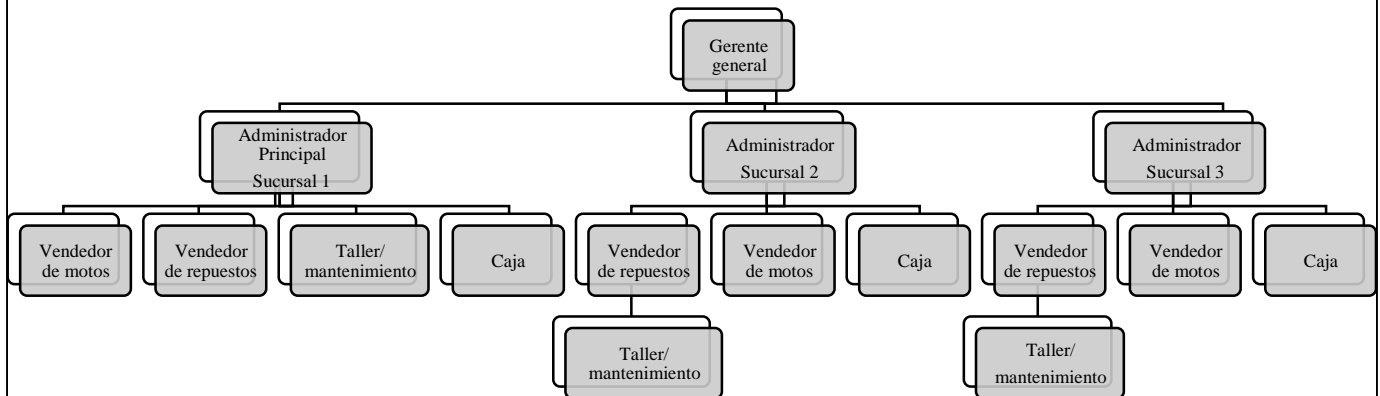 Gerente
general
Administrador
Principal
Sucursal 1
Administrador
Sucursal 2
Administrador
Sucursal 3
Vendedor
de motos
Vendedor
de repuestos
Taller/
mantenimiento
Caja
Vendedor
de repuestos
Vendedor
de motos
Caja
Vendedor
de repuestos
Vendedor
de motos
Caja
Taller/
mantenimiento
Taller/
mantenimiento